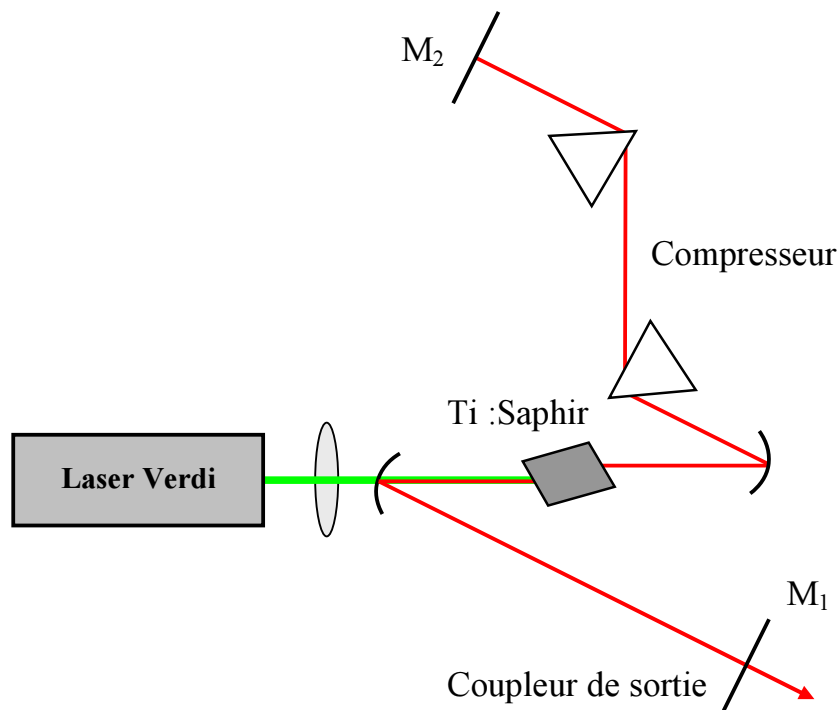 M₂
Compresseur
Ti :Saphir
Laser Verdi
M₁
Coupleur de sortie